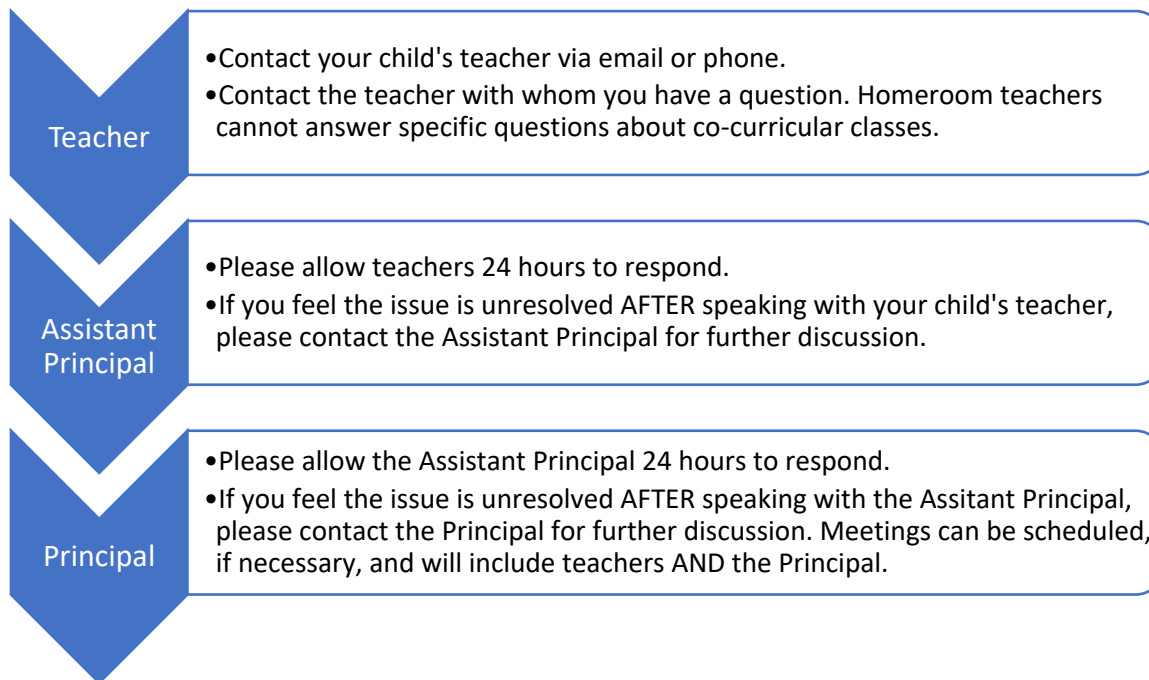 Teacher
•Contact your child's teacher via email or phone.
•Contact the teacher with whom you have a question. Homeroom teachers
cannot answer specific questions about co-curricular classes.
Assistant
Principal
•Please allow teachers 24 hours to respond.
•If you feel the issue is unresolved AFTER speaking with your child's teacher,
please contact the Assistant Principal for further discussion.
Principal
•Please allow the Assistant Principal 24 hours to respond.
•If you feel the issue is unresolved AFTER speaking with the Assitant Principal,
please contact the Principal for further discussion. Meetings can be scheduled,
if necessary, and will include teachers AND the Principal.